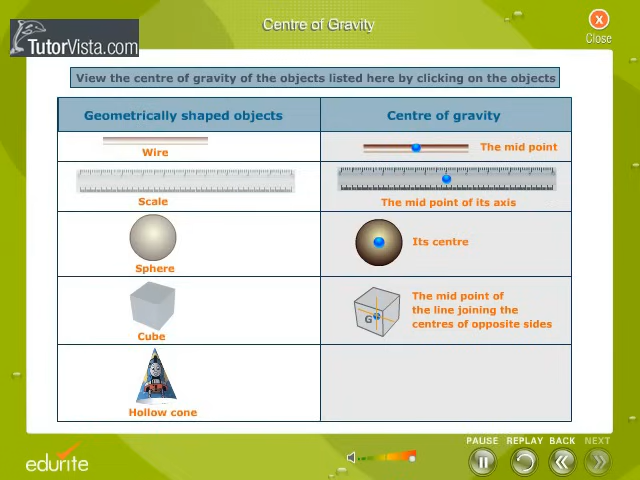 Centre of Gravity
Close
TutorVista.com
View the centre of gravity of the objects listed here by clicking on the objects
Geometrically shaped objects
Centre of gravity
Wire
The mid point
Scale
The mid point of its axis
Sphere
Its centre
Cube
G
The mid point of
the line joining the
centres of opposite sides
Hollow cone
PAUSE REPLAY BACK NEXT
edurite